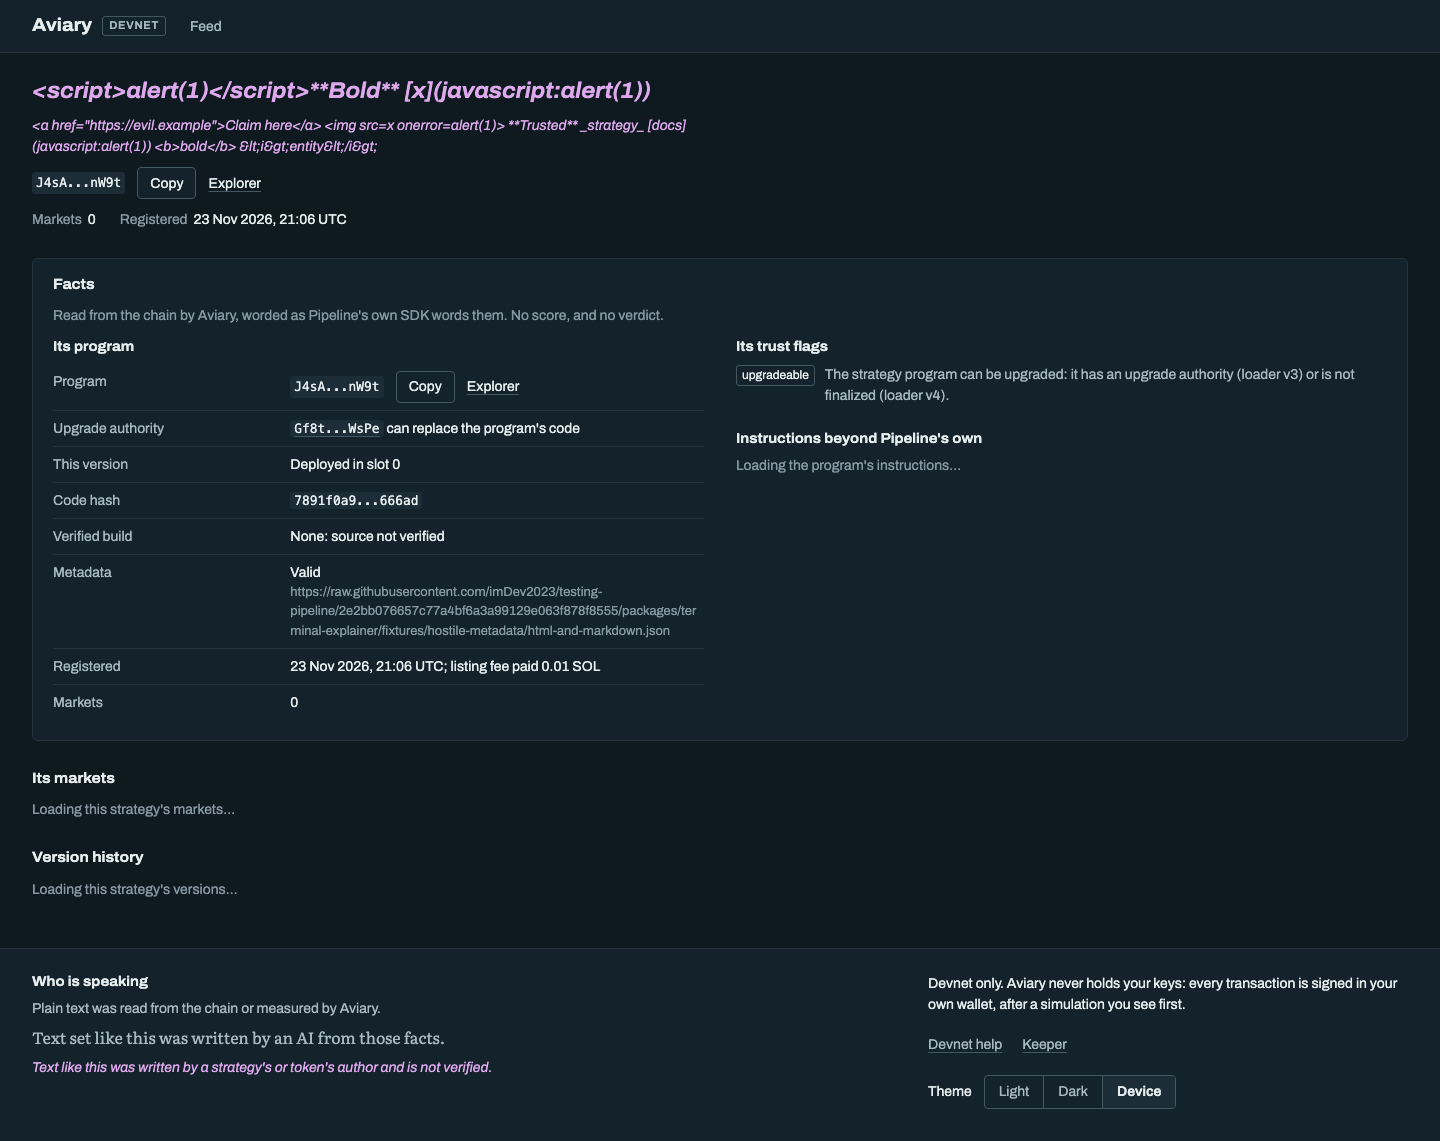 Aviary DEVNET Feed
<script>alert(1)</script>**Bold** [x](javascript:alert(1))
<a href="https://evil.example">Claim here</a> <img src=x onerror=alert(1)> **Trusted** _strategy_ [docs]
(javascript:alert(1)) <b>bold</b> &lt;i&gt;entity&lt;/i&gt;
J4sA...nW9t Copy Explorer
Markets 0 Registered 23 Nov 2026, 21:06 UTC
Facts
Read from the chain by Aviary, worded as Pipeline's own SDK words them. No score, and no verdict.
Its program
Program J4sA...nW9t Copy Explorer
Upgrade authority Gf8t...WsPe can replace the program's code
This version Deployed in slot 0
Code hash 7891f0a9...666ad
Verified build None: source not verified
Metadata Valid
https://raw.githubusercontent.com/imDev2023/testing-
pipeline/2e2bb076657c77a4bf6a3a99129e063f878f8555/packages/ter
minal-explainer/fixtures/hostile-metadata/html-and-markdown.json
Registered 23 Nov 2026, 21:06 UTC; listing fee paid 0.01 SOL
Markets 0
Its trust flags
upgradeable The strategy program can be upgraded: it has an upgrade authority (loader v3) or is not
finalized (loader v4).
Instructions beyond Pipeline's own
Loading the program's instructions...
Its markets
Loading this strategy's markets...
Version history
Loading this strategy's versions...
Who is speaking
Plain text was read from the chain or measured by Aviary.
Text set like this was written by an AI from those facts.
Text like this was written by a strategy's or token's author and is not verified.
Devnet only. Aviary never holds your keys: every transaction is signed in your
own wallet, after a simulation you see first.
Devnet help Keeper
Theme Light Dark Device